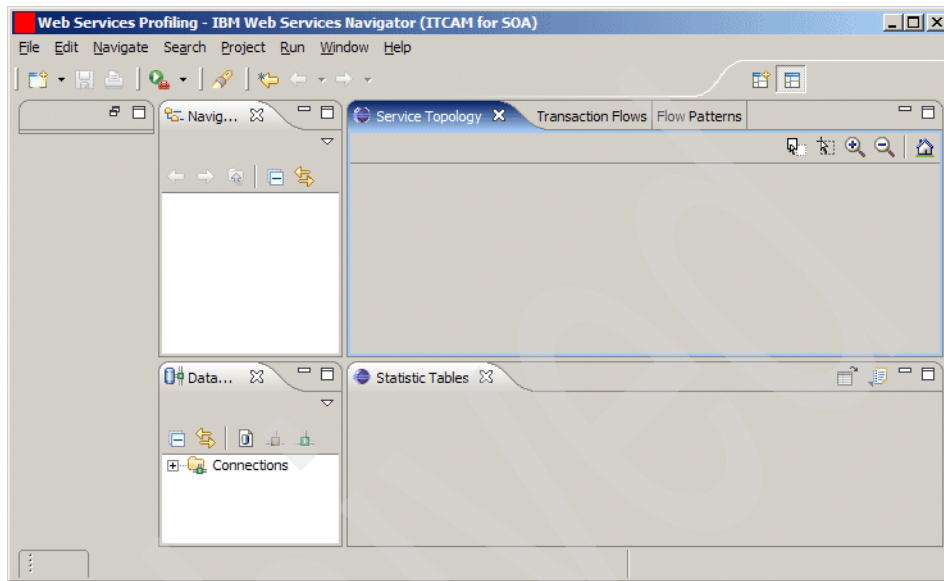 Web Services Profiling - IBM Web Services Navigator (ITCAM for SOA)
File Edit Navigate Search Project Run Window Help
Navig...
Service Topology
Transaction Flows
Flow Patterns
Data...
Statistic Tables
Connections